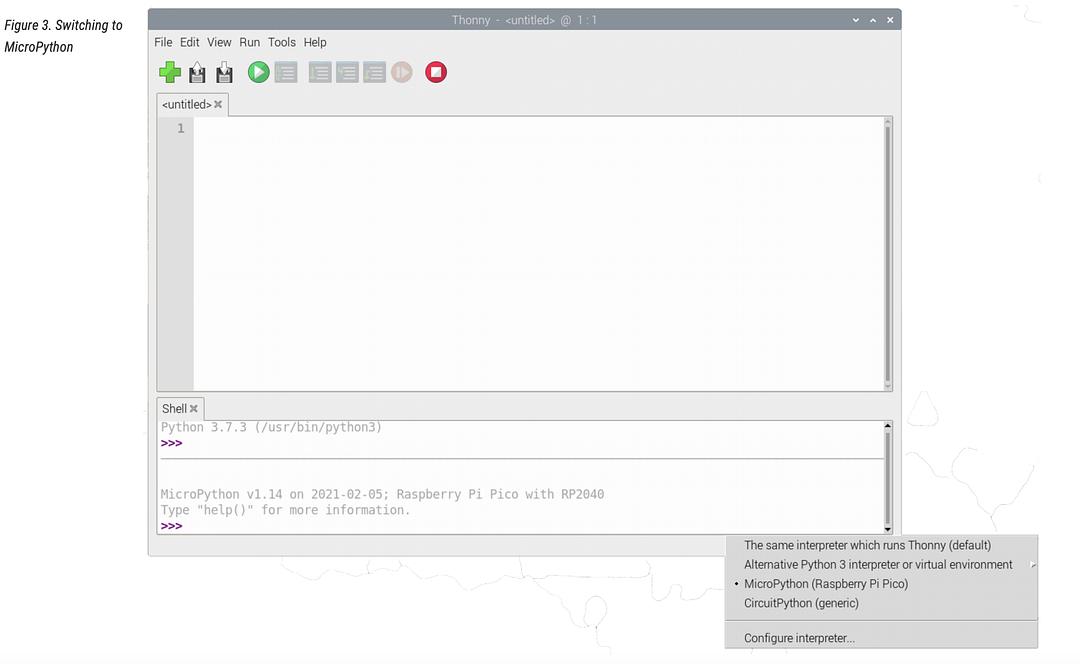 Figure 3. Switching to
MicroPython
Thonny - <untitled> @ 1 : 1
File Edit View Run Tools Help
<untitled>
1
Shell
Python 3.7.3 (/usr/bin/python3)
>>>
MicroPython v1.14 on 2021-02-05; Raspberry Pi Pico with RP2040
Type "help()" for more information.
>>>
The same interpreter which runs Thonny (default)
Alternative Python 3 interpreter or virtual environment
MicroPython (Raspberry Pi Pico)
CircuitPython (generic)
Configure interpreter...